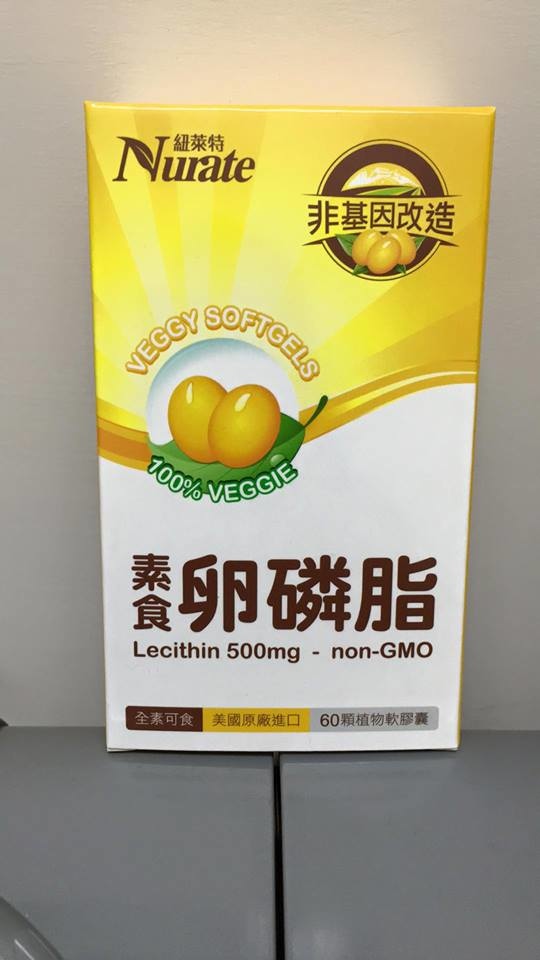 紐萊特
Nurate
非基因改造
VEGGY SOFTGELS
100% VEGGIE
素食卵磷脂
Lecithin 500mg - non-GMO
全素可食 美國原廠進口 60顆植物軟膠囊